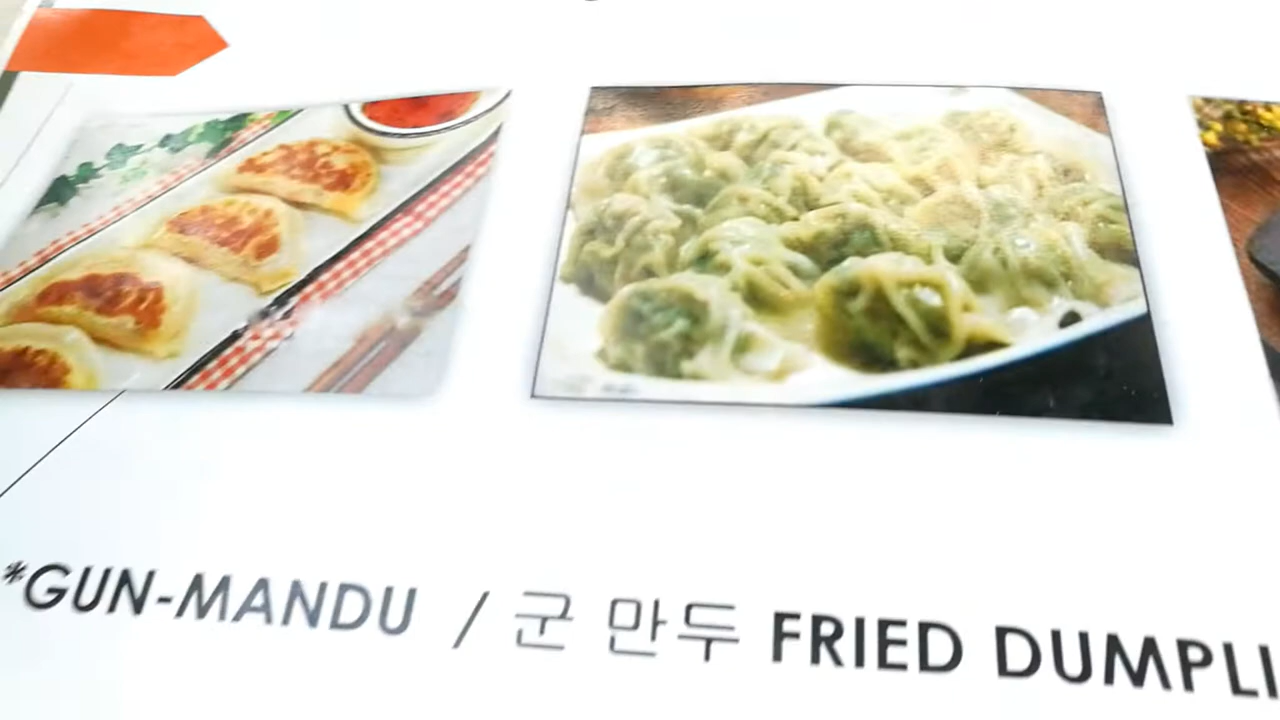 *GUN-MANDU / 군 만두 FRIED DUMPLI